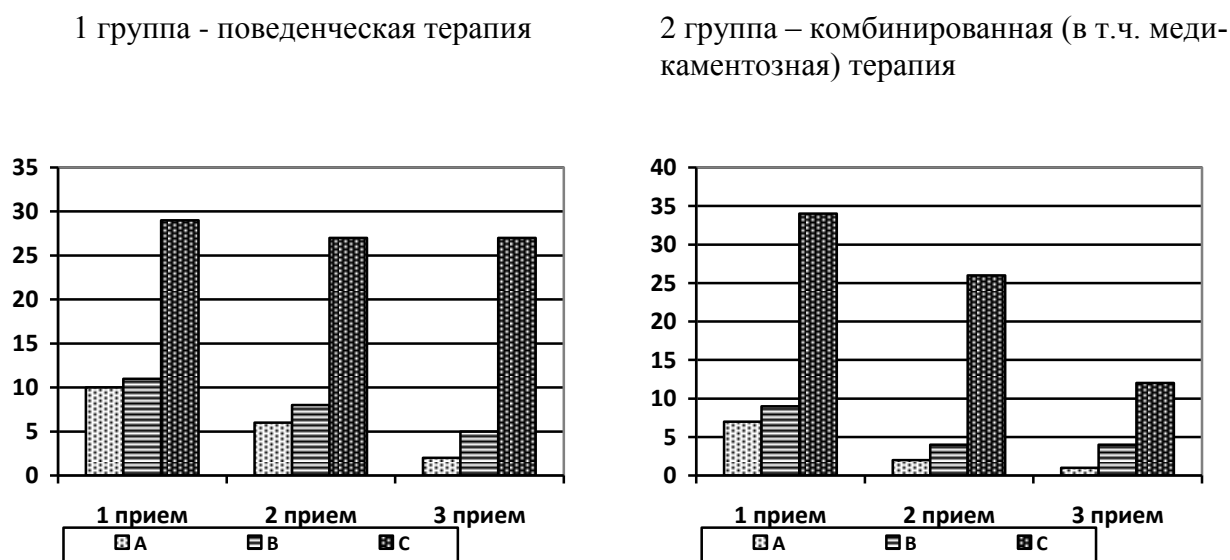 1 группа - поведенческая терапия
2 группа – комбинированная (в т.ч. меди-
каментозная) терапия
35
30
25
20
15
10
5
0
1 прием 2 прием 3 прием
A B C
40
35
30
25
20
15
10
5
0
1 прием 2 прием 3 прием
A B C